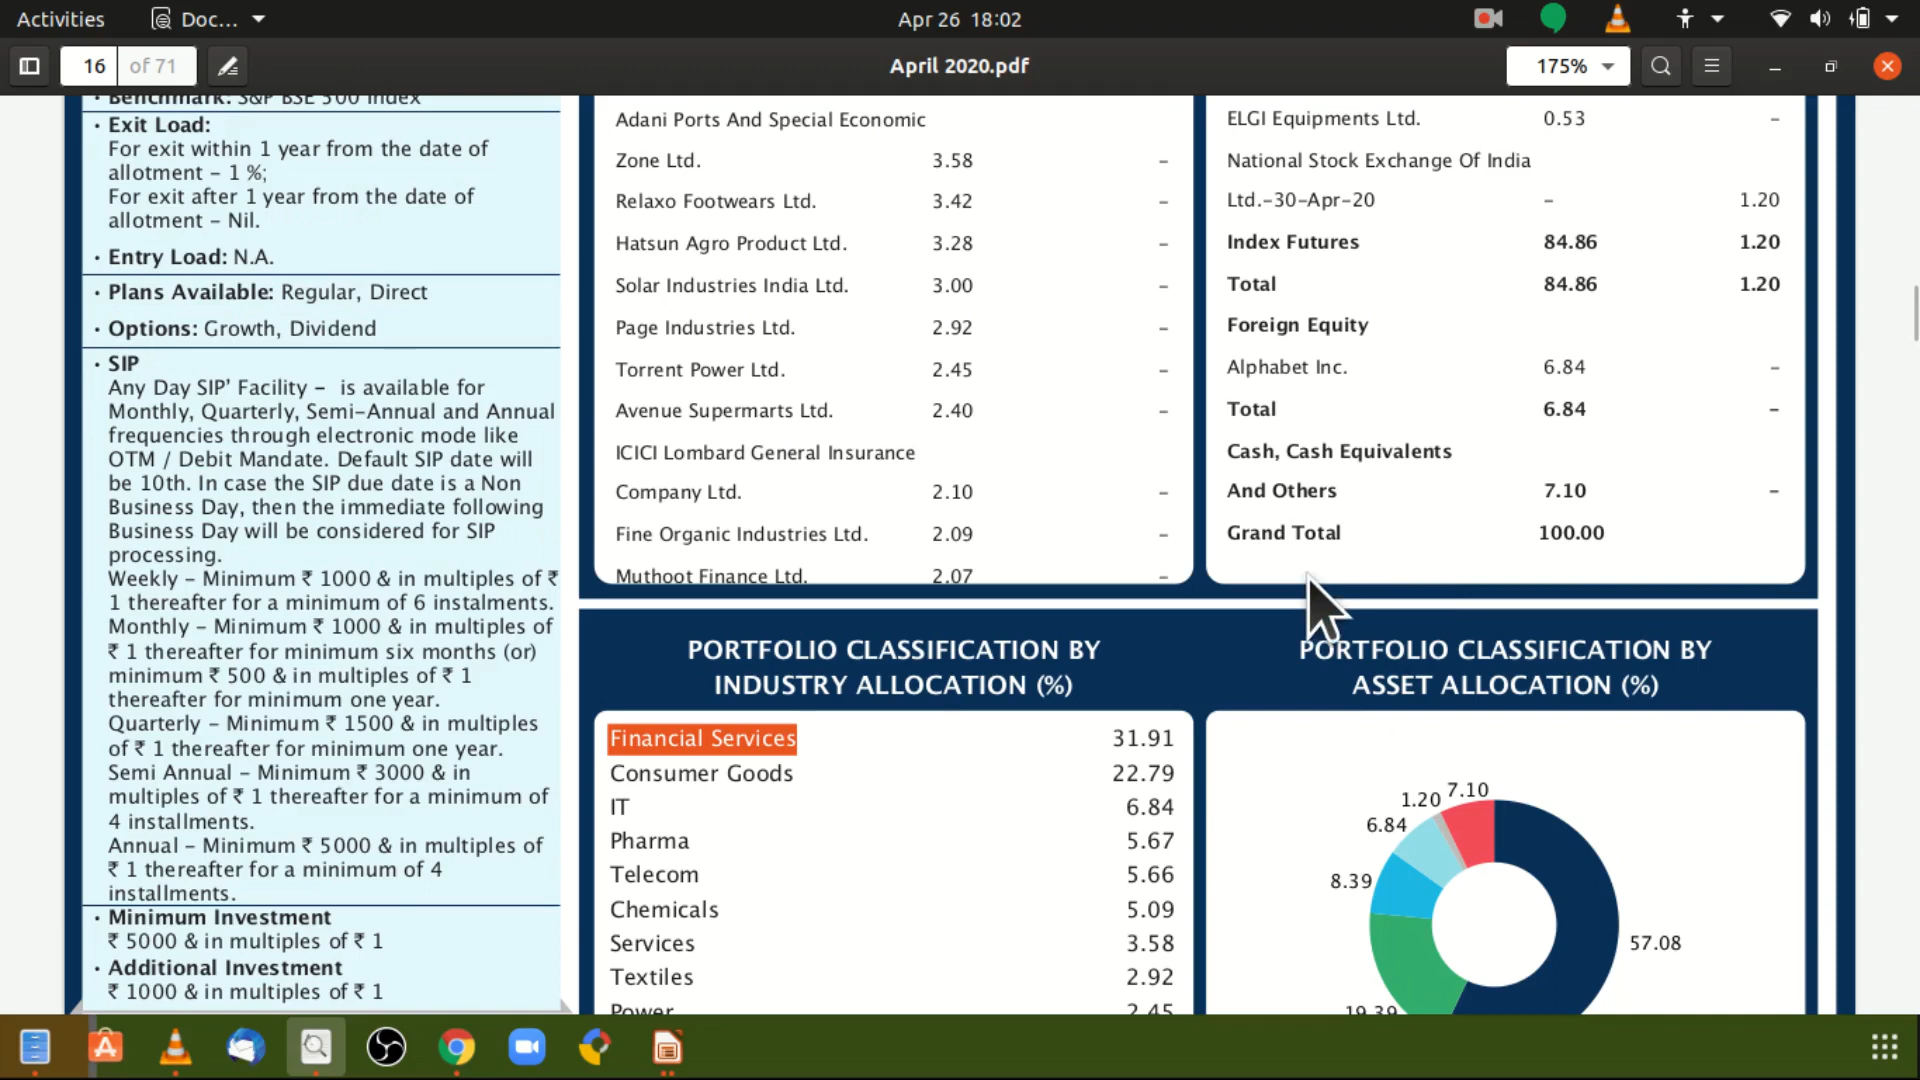 Activities Doc... Apr 26 18:02
16 of 71 April 2020.pdf 175%
· Benchmark: S&P BSE 500 Index
· Exit Load:
For exit within 1 year from the date of
allotment – 1 %;
For exit after 1 year from the date of
allotment – Nil.
· Entry Load: N.A.
· Plans Available: Regular, Direct
· Options: Growth, Dividend
· SIP
Any Day SIP' Facility – is available for
Monthly, Quarterly, Semi-Annual and Annual
frequencies through electronic mode like
OTM / Debit Mandate. Default SIP date will
be 10th. In case the SIP due date is a Non
Business Day, then the immediate following
Business Day will be considered for SIP
processing.
Weekly – Minimum ₹ 1000 & in multiples of ₹
1 thereafter for a minimum of 6 instalments.
Monthly – Minimum ₹ 1000 & in multiples of
₹ 1 thereafter for minimum six months (or)
minimum ₹ 500 & in multiples of ₹ 1
thereafter for minimum one year.
Quarterly – Minimum ₹ 1500 & in multiples
of ₹ 1 thereafter for minimum one year.
Semi Annual – Minimum ₹ 3000 & in
multiples of ₹ 1 thereafter for a minimum of
4 installments.
Annual – Minimum ₹ 5000 & in multiples of
₹ 1 thereafter for a minimum of 4
installments.
· Minimum Investment
₹ 5000 & in multiples of ₹ 1
· Additional Investment
₹ 1000 & in multiples of ₹ 1
Adani Ports And Special Economic
Zone Ltd. 3.58 –
Relaxo Footwears Ltd. 3.42 –
Hatsun Agro Product Ltd. 3.28 –
Solar Industries India Ltd. 3.00 –
Page Industries Ltd. 2.92 –
Torrent Power Ltd. 2.45 –
Avenue Supermarts Ltd. 2.40 –
ICICI Lombard General Insurance
Company Ltd. 2.10 –
Fine Organic Industries Ltd. 2.09 –
Muthoot Finance Ltd. 2.07 –
ELGI Equipments Ltd. 0.53 –
National Stock Exchange Of India
Ltd.-30-Apr-20 – 1.20
Index Futures 84.86 1.20
Total 84.86 1.20
Foreign Equity
Alphabet Inc. 6.84 –
Total 6.84 –
Cash, Cash Equivalents
And Others 7.10 –
Grand Total 100.00
PORTFOLIO CLASSIFICATION BY
INDUSTRY ALLOCATION (%)
Financial Services 31.91
Consumer Goods 22.79
IT 6.84
Pharma 5.67
Telecom 5.66
Chemicals 5.09
Services 3.58
Textiles 2.92
Power 2.45
PORTFOLIO CLASSIFICATION BY
ASSET ALLOCATION (%)
7.10
1.20
6.84
8.39
57.08
19.39